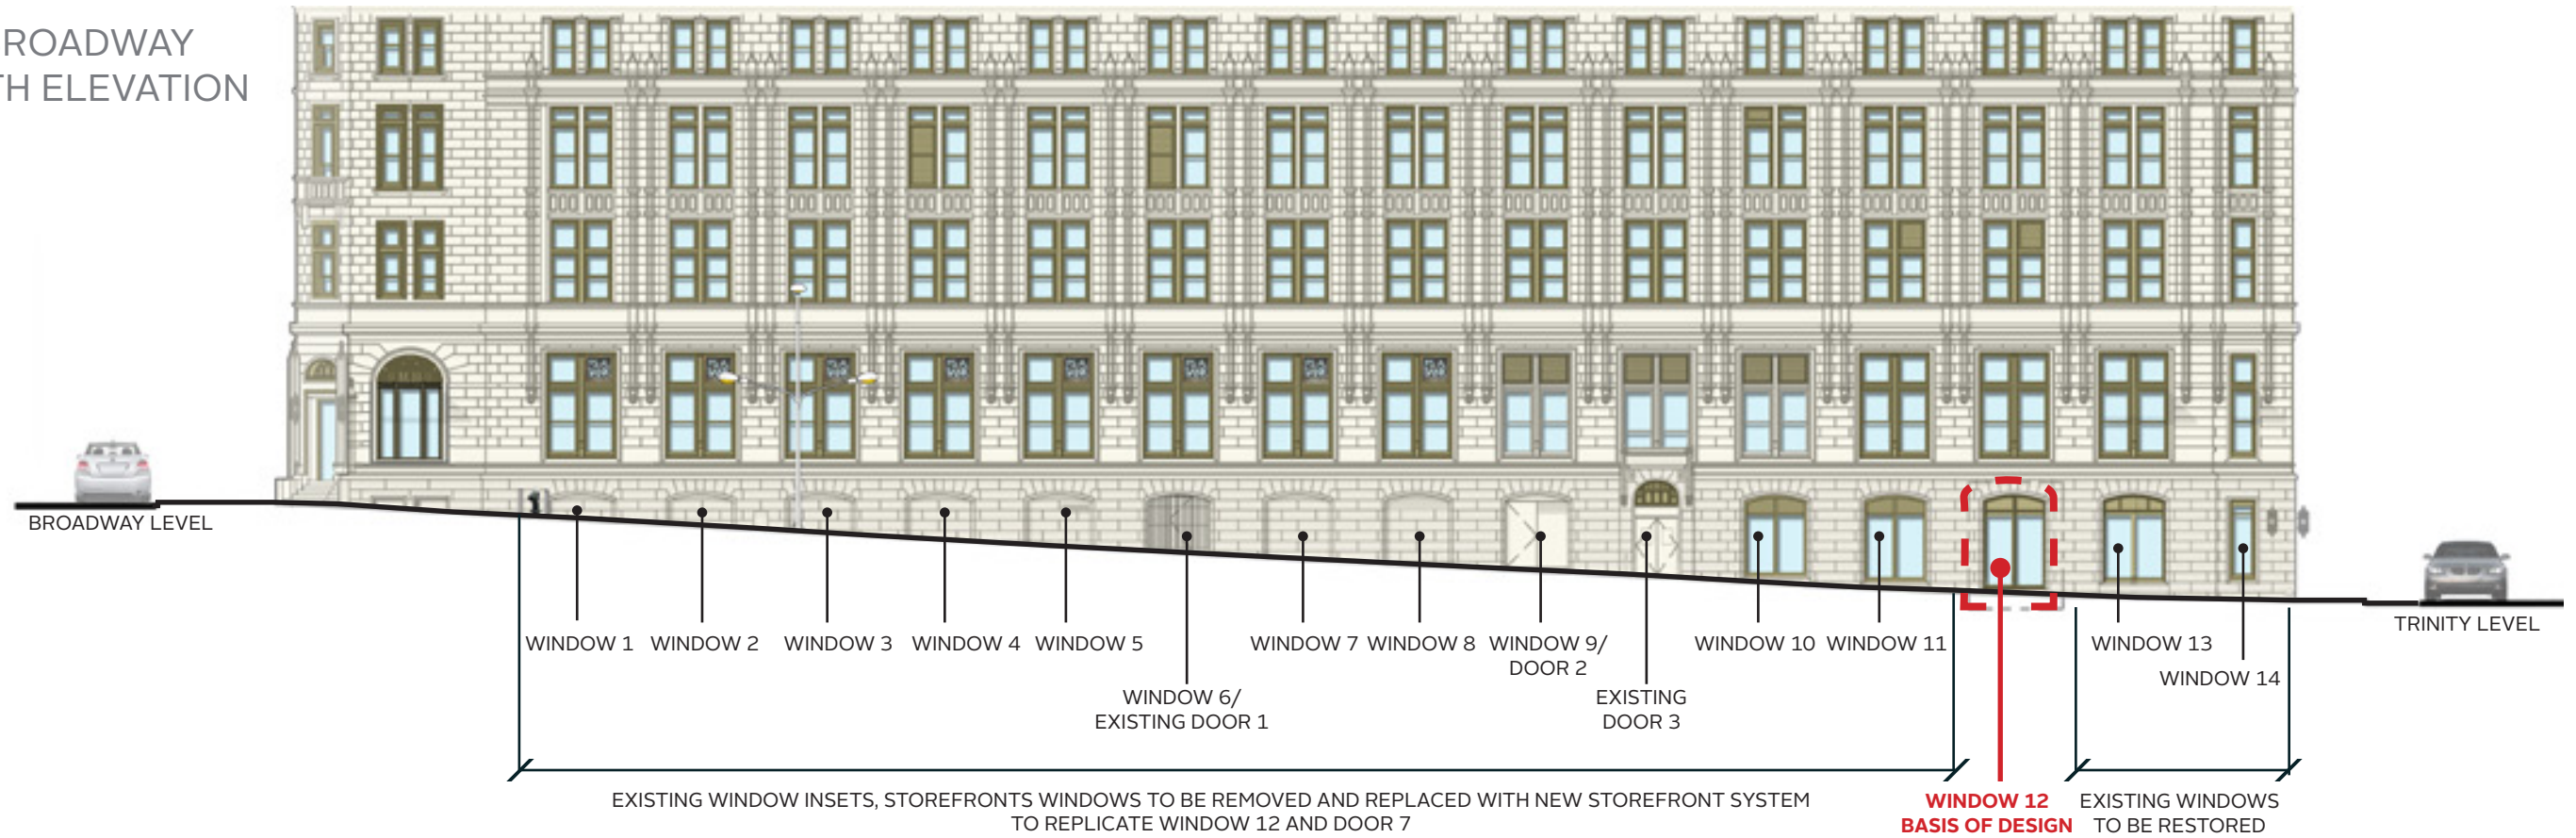 ROADWAY
TH ELEVATION
BROADWAY LEVEL
TRINITY LEVEL
WINDOW 1
WINDOW 2
WINDOW 3
WINDOW 4
WINDOW 5
WINDOW 6/
EXISTING DOOR 1
WINDOW 7
WINDOW 8
WINDOW 9/
DOOR 2
EXISTING
DOOR 3
WINDOW 10
WINDOW 11
WINDOW 13
WINDOW 14
EXISTING WINDOW INSETS, STOREFRONTS WINDOWS TO BE REMOVED AND REPLACED WITH NEW STOREFRONT SYSTEM
TO REPLICATE WINDOW 12 AND DOOR 7
WINDOW 12
BASIS OF DESIGN
EXISTING WINDOWS
TO BE RESTORED